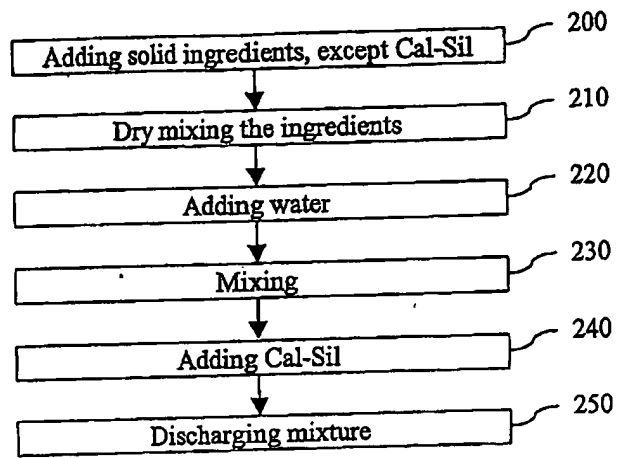 200
Adding solid ingredients, except Cal-Sil
210
Dry mixing the ingredients
220
Adding water
230
Mixing
240
Adding Cal-Sil
250
Discharging mixture